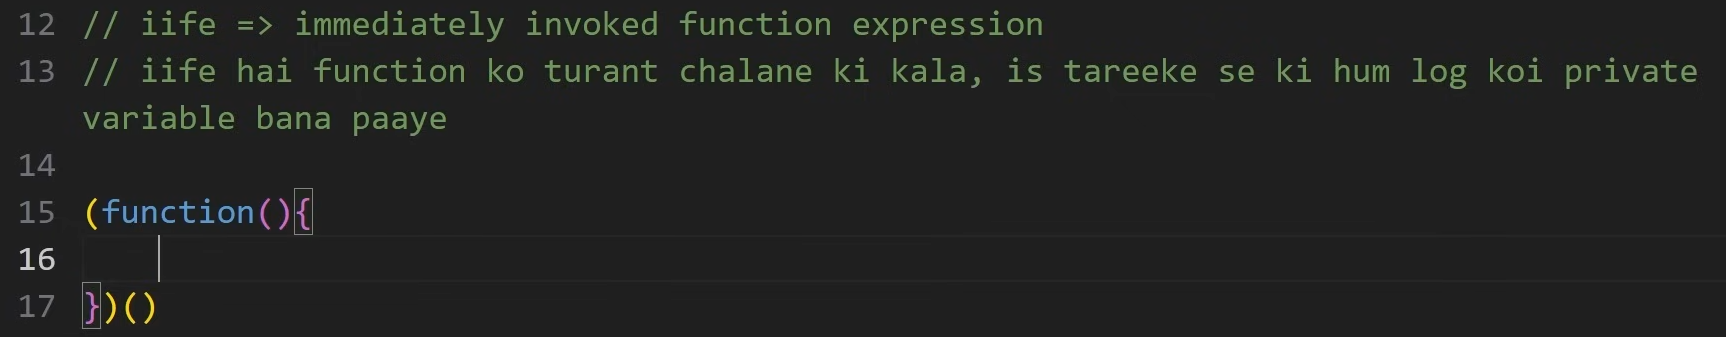 12 // iife => immediately invoked function expression
13 // iife hai function ko turant chalane ki kala, is tareeke se ki hum log koi private
variable bana paaye
14
15 (function(){
16
17 })()